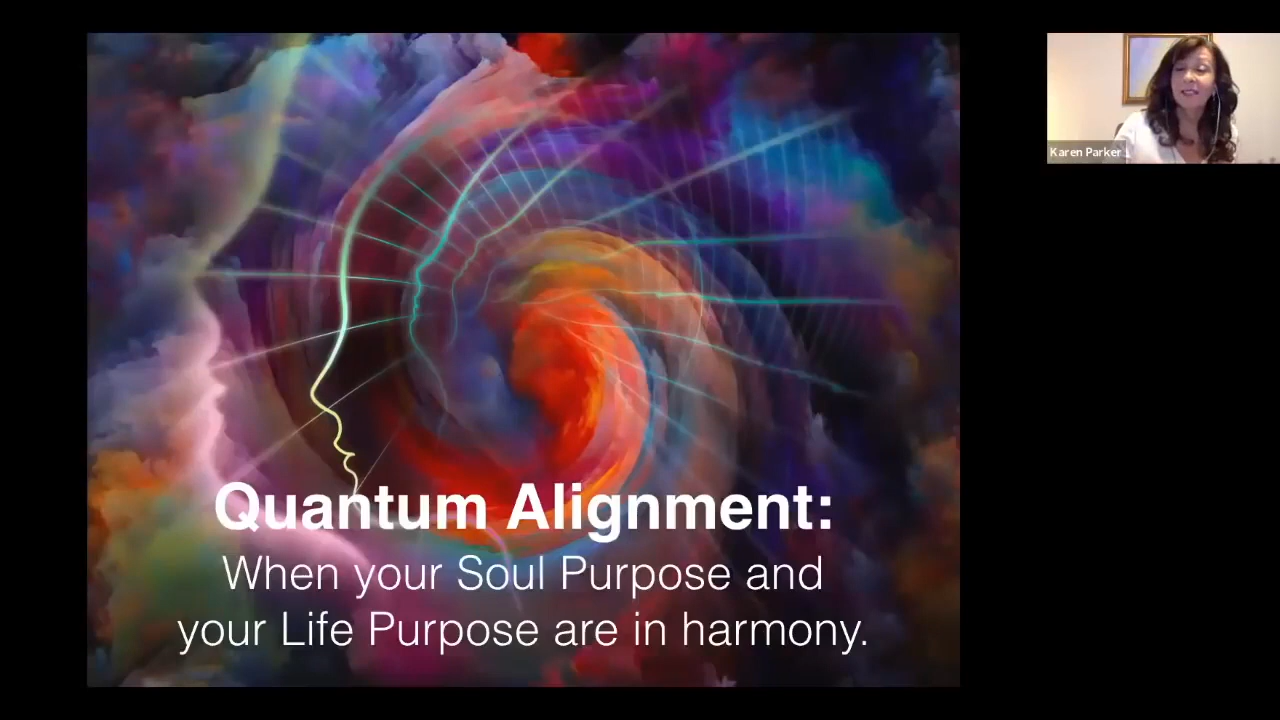 Quantum Alignment:
When your Soul Purpose and
your Life Purpose are in harmony.
Karen Parker